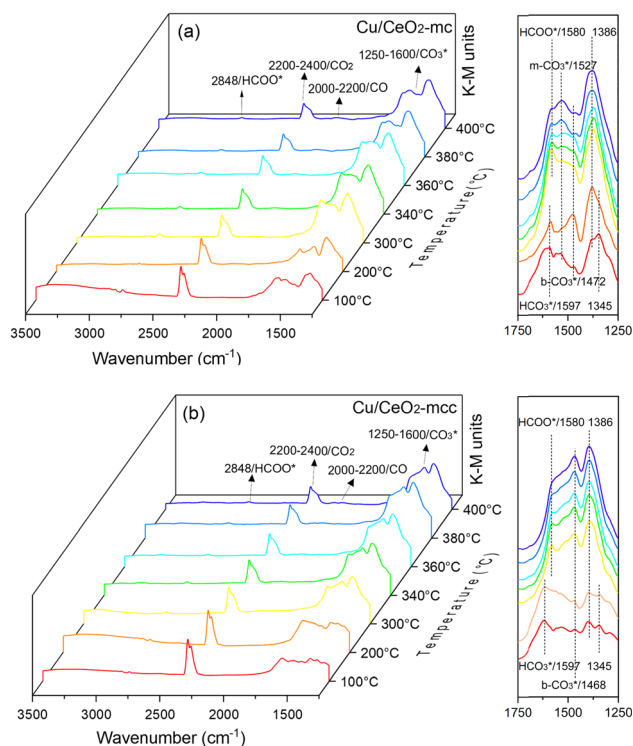 (a)
Cu/CeO2-mc
2200-2400/CO2
1250-1600/CO3*
2848/HCOO*
2000-2200/CO
K-M units
400°C
380°C
360°C
340°C
300°C
200°C
100°C
Temperature(℃)
3500 3000 2500 2000 1500
Wavenumber (cm-1)
HCOO*/1580 1386
m-CO3*/1527
b-CO3*/1472
HCO3*/1597 1345
1750 1500 1250
(b)
Cu/CeO2-mcc
2200-2400/CO2
1250-1600/CO3*
2848/HCOO*
2000-2200/CO
K-M units
400°C
380°C
360°C
340°C
300°C
200°C
100°C
Temperature(℃)
3500 3000 2500 2000 1500
Wavenumber (cm-1)
HCOO*/1580 1386
HCO3*/1597 1345
b-CO3*/1468
1750 1500 1250